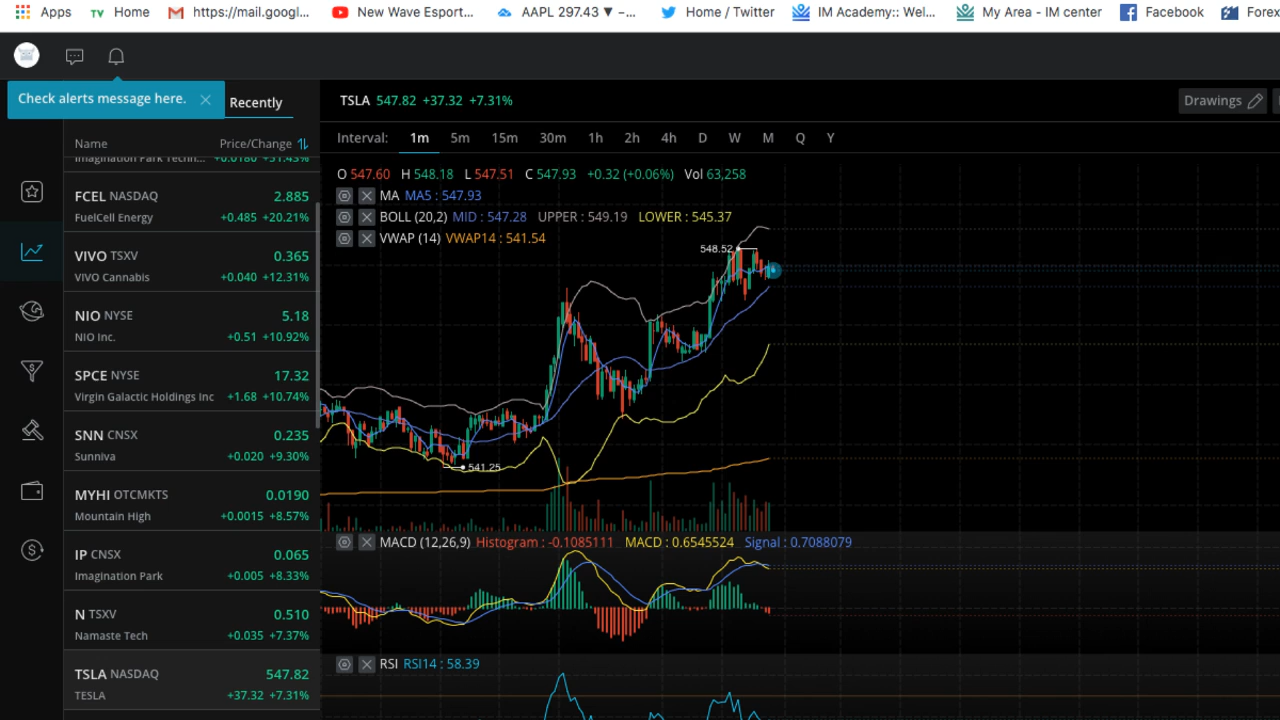 Apps TV Home https://mail.googl... New Wave Esport... AAPL 297.43 ▼ −... Home / Twitter IM Academy:: Wel... My Area - IM center Facebook Forex
Check alerts message here. Recently
TSLA 547.82 +37.32 +7.31% Drawings
Interval: 1m 5m 15m 30m 1h 2h 4h D W M Q Y
Name Price/Change
Imagination Park Techn... +0.0180 +51.43%
O 547.60 H 548.18 L 547.51 C 547.93 +0.32 (+0.06%) Vol 63,258
MA MA5 : 547.93
BOLL (20,2) MID : 547.28 UPPER : 549.19 LOWER : 545.37
VWAP (14) VWAP14 : 541.54
548.52
541.25
FCEL NASDAQ 2.885
FuelCell Energy +0.485 +20.21%
VIVO TSXV 0.365
VIVO Cannabis +0.040 +12.31%
NIO NYSE 5.18
NIO Inc. +0.51 +10.92%
SPCE NYSE 17.32
Virgin Galactic Holdings Inc +1.68 +10.74%
SNN CNSX 0.235
Sunniva +0.020 +9.30%
MYHI OTCMKTS 0.0190
Mountain High +0.0015 +8.57%
IP CNSX 0.065
Imagination Park +0.005 +8.33%
N TSXV 0.510
Namaste Tech +0.035 +7.37%
TSLA NASDAQ 547.82
TESLA +37.32 +7.31%
MACD (12,26,9) Histogram : -0.1085111 MACD : 0.6545524 Signal : 0.7088079
RSI RSI14 : 58.39